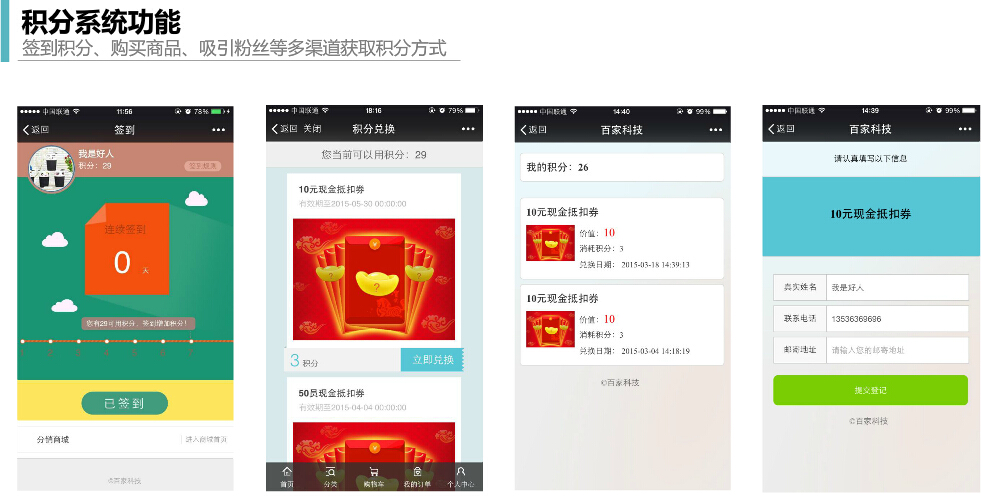 积分系统功能
签到积分、购买商品、吸引粉丝等多渠道获取积分方式
中国联通
11:56
78%
返回
签到
我是好人
积分：29
连续签到
0 天
您有29可用积分，签到增加积分！
已签到
分销商城
进入商城首页
©百家科技
中国联通
18:16
79%
返回 关闭
积分兑换
您当前可以用积分：29
10元现金抵扣券
有效期至2015-05-30 00:00:00
3 积分
立即兑换
50员现金抵扣券
有效期至2015-04-04 00:00:00
首页
分类
购物车
我的订单
个人中心
中国联通
14:40
99%
返回
百家科技
我的积分：26
10元现金抵扣券
价值：10
消耗积分：3
兑换日期： 2015-03-18 14:39:13
10元现金抵扣券
价值：10
消耗积分：3
兑换日期： 2015-03-04 14:18:19
©百家科技
中国联通
14:39
99%
返回
百家科技
请认真填写以下信息
10元现金抵扣券
真实姓名
我是好人
联系电话
13536369696
邮寄地址
请输入您的邮寄地址
提交登记
©百家科技